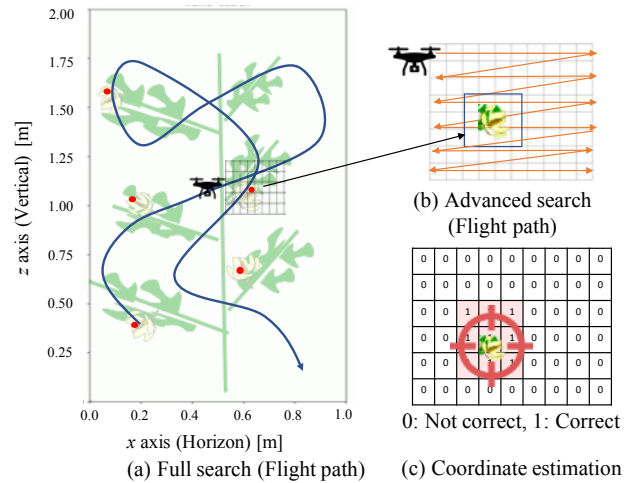 2.00
1.75
1.50
1.25
1.00
0.75
0.50
0.25
0.0 0.2 0.4 0.6 0.8 1.0
z axis (Vertical) [m]
x axis (Horizon) [m]
(a) Full search (Flight path)
(b) Advanced search
(Flight path)
0 0 0 0 0 0 0 0 0
0 0 0 0 0 0 0 0 0
0 0 1 1 0 0 0 0
0 0 1 1 0 0 0 0
0 0 1 1 0 0 0 0
0 0 0 0 0 0 0 0 0
0: Not correct, 1: Correct
(c) Coordinate estimation